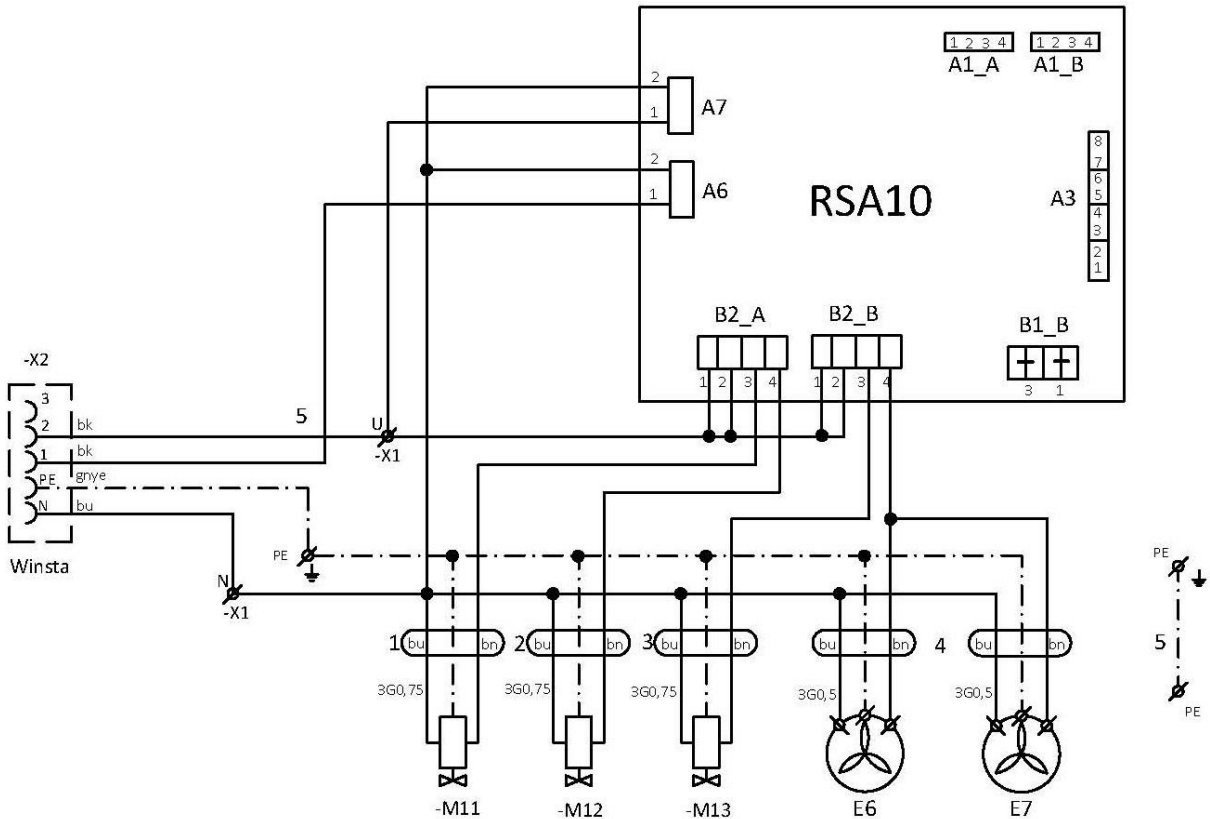 1 2 3 4
1 2 3 4
A1_A
A1_B
2
1
A7
2
1
A6
RSA10
A3
8
7
6
5
4
3
2
1
B2_A
B2_B
B1_B
1 2 3 4
1 2 3 4
3 1
-X2
3
2 bk
1 bk
PE gnye
N bu
Winsta
5
U
-X1
PE
N
-X1
1 bu bn
2 bu bn
3 bu bn
bu bn
4
bu bn
3G0,75
3G0,75
3G0,75
3G0,5
3G0,5
PE
5
PE
-M11
-M12
-M13
E6
E7